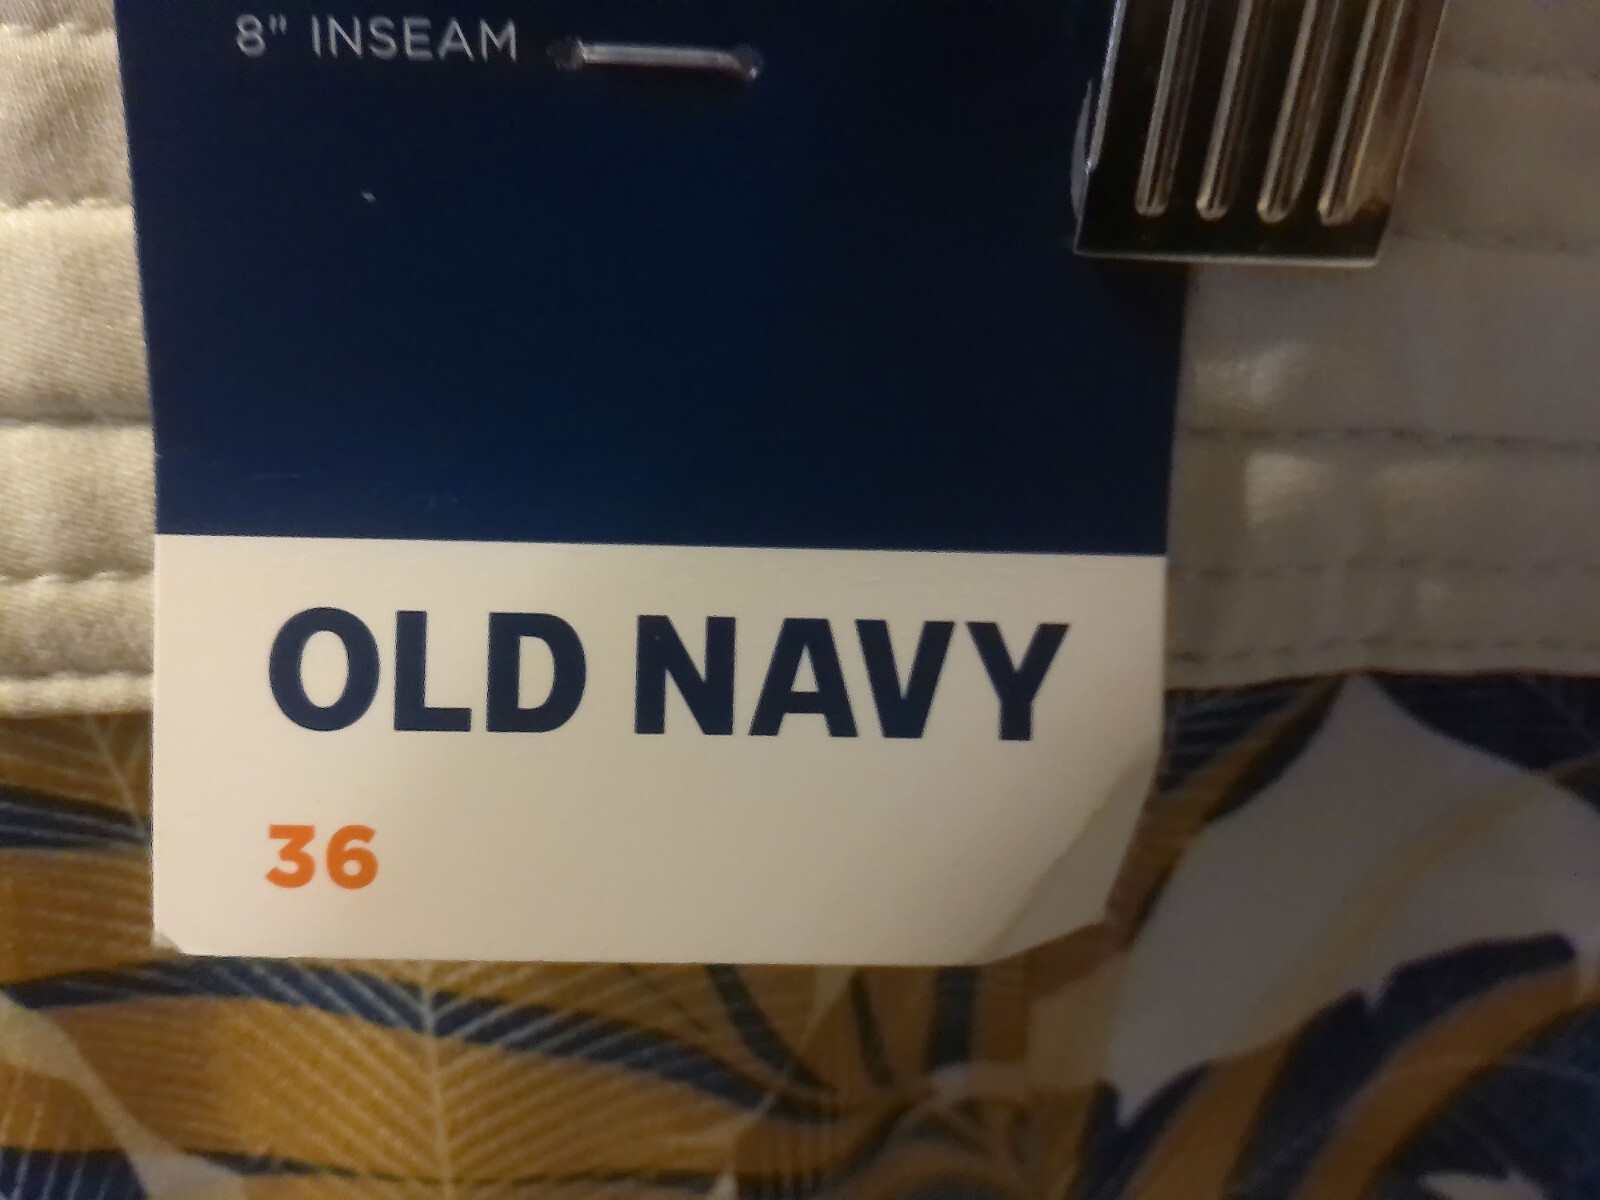 8" INSEAM
OLD NAVY
36